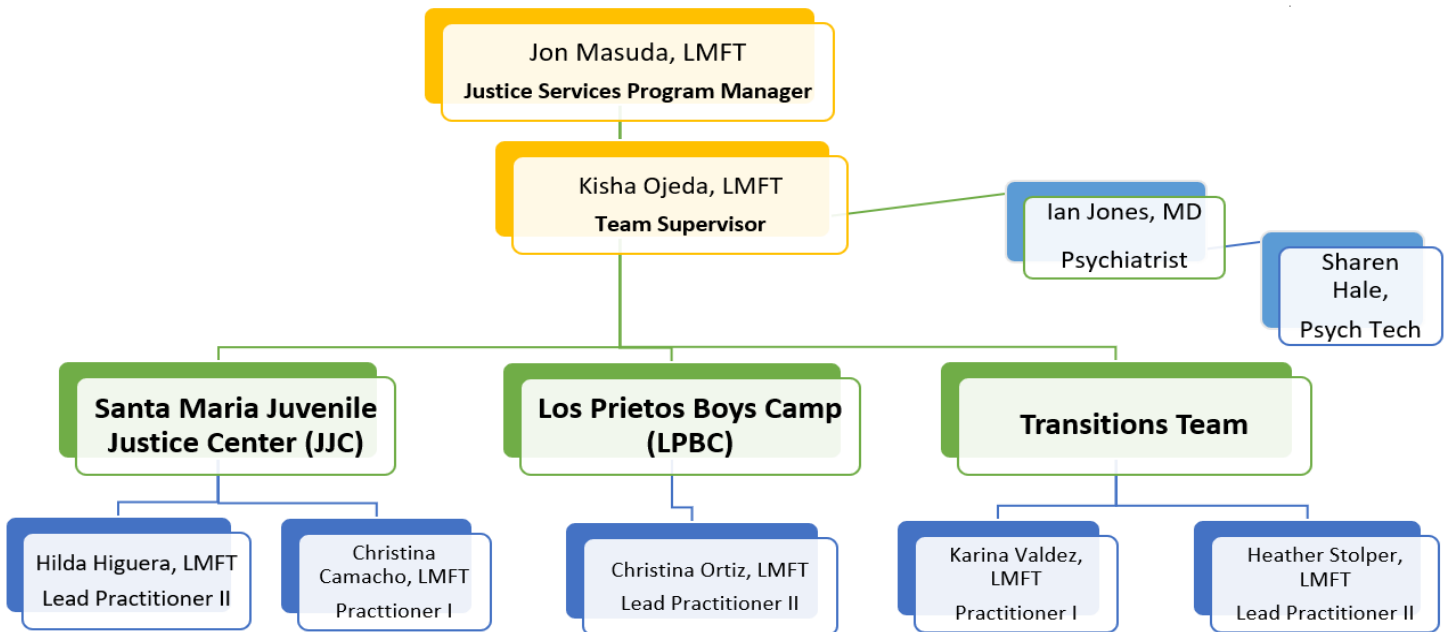 Jon Masuda, LMFT
Justice Services Program Manager
Kisha Ojeda, LMFT
Team Supervisor
Ian Jones, MD
Psychiatrist
Sharen
Hale,
Psych Tech
Santa Maria Juvenile
Justice Center (JJC)
Los Prietos Boys Camp
(LPBC)
Transitions Team
Hilda Higuera, LMFT
Lead Practitioner II
Christina
Camacho, LMFT
Practtioner I
Christina Ortiz, LMFT
Lead Practitioner II
Karina Valdez,
LMFT
Practitioner I
Heather Stolper,
LMFT
Lead Practitioner II